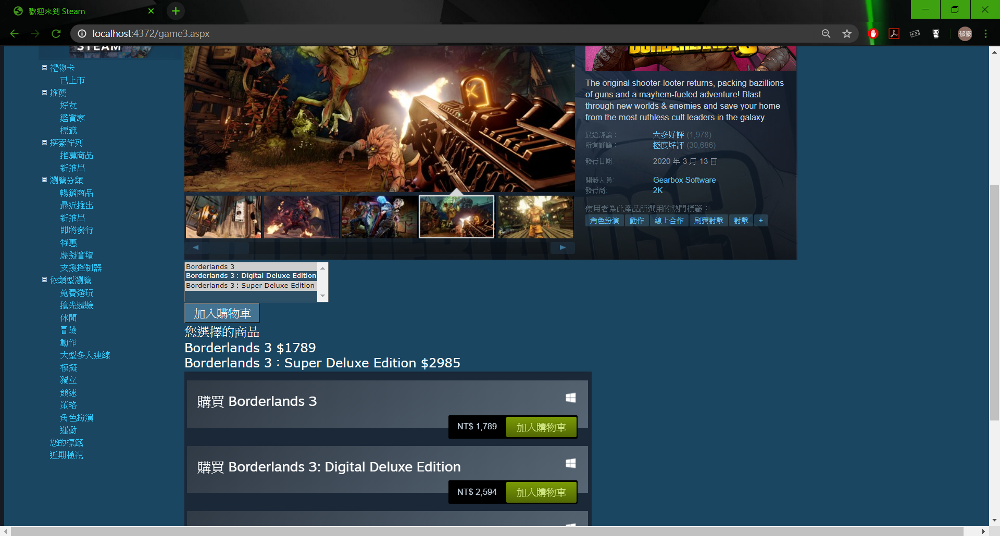 歡迎來到 Steam
localhost:4372/game3.aspx
郁豪
STEAM
禮物卡
已上市
推薦
好友
鑑賞家
標籤
探索佇列
推薦商品
新推出
瀏覽分類
暢銷商品
最近推出
新推出
即將發行
特惠
虛擬實境
支援控制器
依類型瀏覽
免費遊玩
搶先體驗
休閒
冒險
動作
大型多人連線
模擬
獨立
競速
策略
角色扮演
運動
您的標籤
近期檢視
BORDERLANDS 3
The original shooter-looter returns, packing bazillions
of guns and a mayhem-fueled adventure! Blast
through new worlds & enemies and save your home
from the most ruthless cult leaders in the galaxy.
最近評論： 大多好評 (1,978)
所有評論： 極度好評 (30,686)
發行日期: 2020 年 3 月 13 日
開發人員: Gearbox Software
發行商: 2K
使用者為此產品所選用的熱門標籤：
角色扮演 動作 線上合作 刷寶射擊 射擊 +
Borderlands 3
Borderlands 3：Digital Deluxe Edition
Borderlands 3：Super Deluxe Edition
加入購物車
您選擇的商品
Borderlands 3 $1789
Borderlands 3：Super Deluxe Edition $2985
購買 Borderlands 3
NT$ 1,789 加入購物車
購買 Borderlands 3: Digital Deluxe Edition
NT$ 2,594 加入購物車